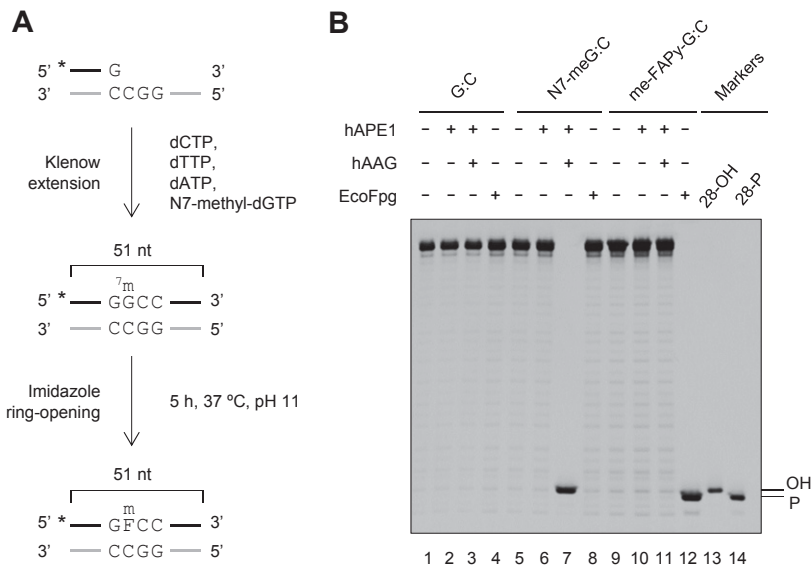 A
5' * G 3'
3' CCGG 5'
Klenow
extension
dCTP,
dTTP,
dATP,
N7-methyl-dGTP
51 nt
7m
5' * GGCC 3'
3' CCGG 5'
Imidazole
ring-opening
5 h, 37 ºC, pH 11
51 nt
m
5' * GFCC 3'
3' CCGG 5'
B
G:C N7-meG:C me-FAPy-G:C Markers
hAPE1 – + + – – + + – – + + –
hAAG – – + – – – + – – – + –
EcoFpg – – – + – – – + – – – + 28-OH 28-P
OH
P
1 2 3 4 5 6 7 8 9 10 11 12 13 14